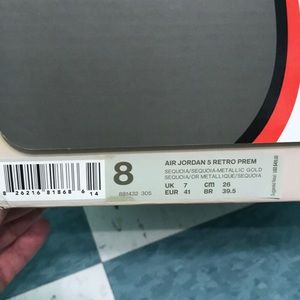 8 26216 81868 6 14
8
881432 305
AIR JORDAN 5 RETRO PREM
SEQUOIA/SEQUOIA-METALLIC GOLD
SEQUOIA/OR METALLIQUE/SEQUOIA
UK 7 CM 26
EUR 41 BR 39.5